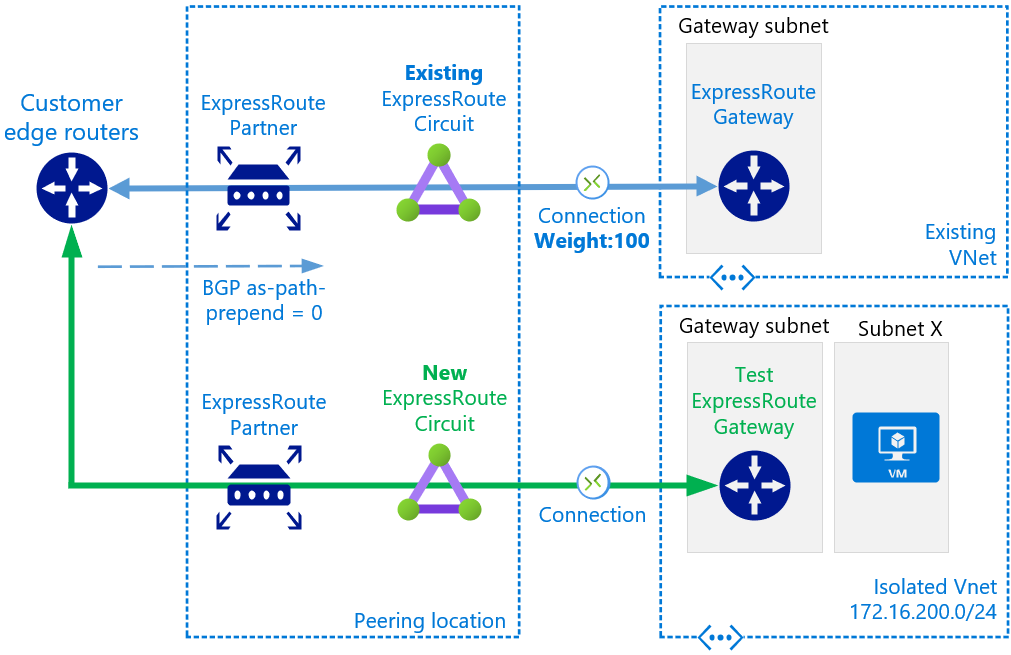 Gateway subnet
Existing
ExpressRoute
Circuit
ExpressRoute
Partner
Customer
edge routers
ExpressRoute
Gateway
Connection
Weight:100
Existing
VNet
BGP as-path-
prepend = 0
Gateway subnet
Subnet X
New
ExpressRoute
Circuit
ExpressRoute
Partner
Test
ExpressRoute
Gateway
VM
Connection
Isolated Vnet
172.16.200.0/24
Peering location